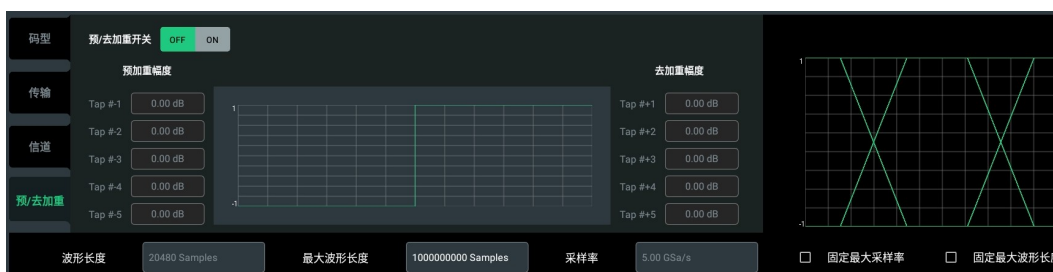 码型
预/去加重开关 OFF ON
预加重幅度
去加重幅度
传输
Tap #-1 0.00 dB
1
Tap #+1 0.00 dB
Tap #-2 0.00 dB
Tap #+2 0.00 dB
信道
Tap #-3 0.00 dB
Tap #+3 0.00 dB
Tap #-4 0.00 dB
Tap #+4 0.00 dB
预/去加重
-1
Tap #-5 0.00 dB
Tap #+5 0.00 dB
1
-1
波形长度 20480 Samples 最大波形长度 1000000000 Samples 采样率 5.00 GSa/s 固定最大采样率 固定最大波形长